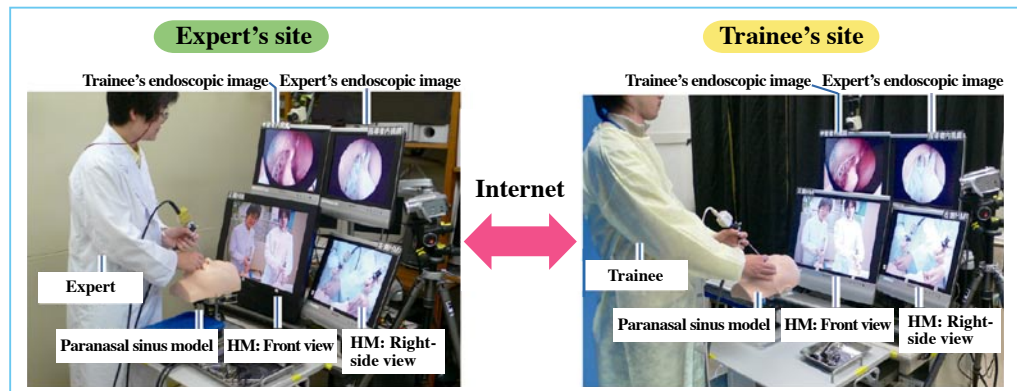 Expert's site
Trainee's site
Trainee's endoscopic image
Expert's endoscopic image
Trainee's endoscopic image
Expert's endoscopic image
Internet
Expert
Trainee
Paranasal sinus model
HM: Front view
HM: Right-
side view
Paranasal sinus model
HM: Front view
HM: Right-
side view